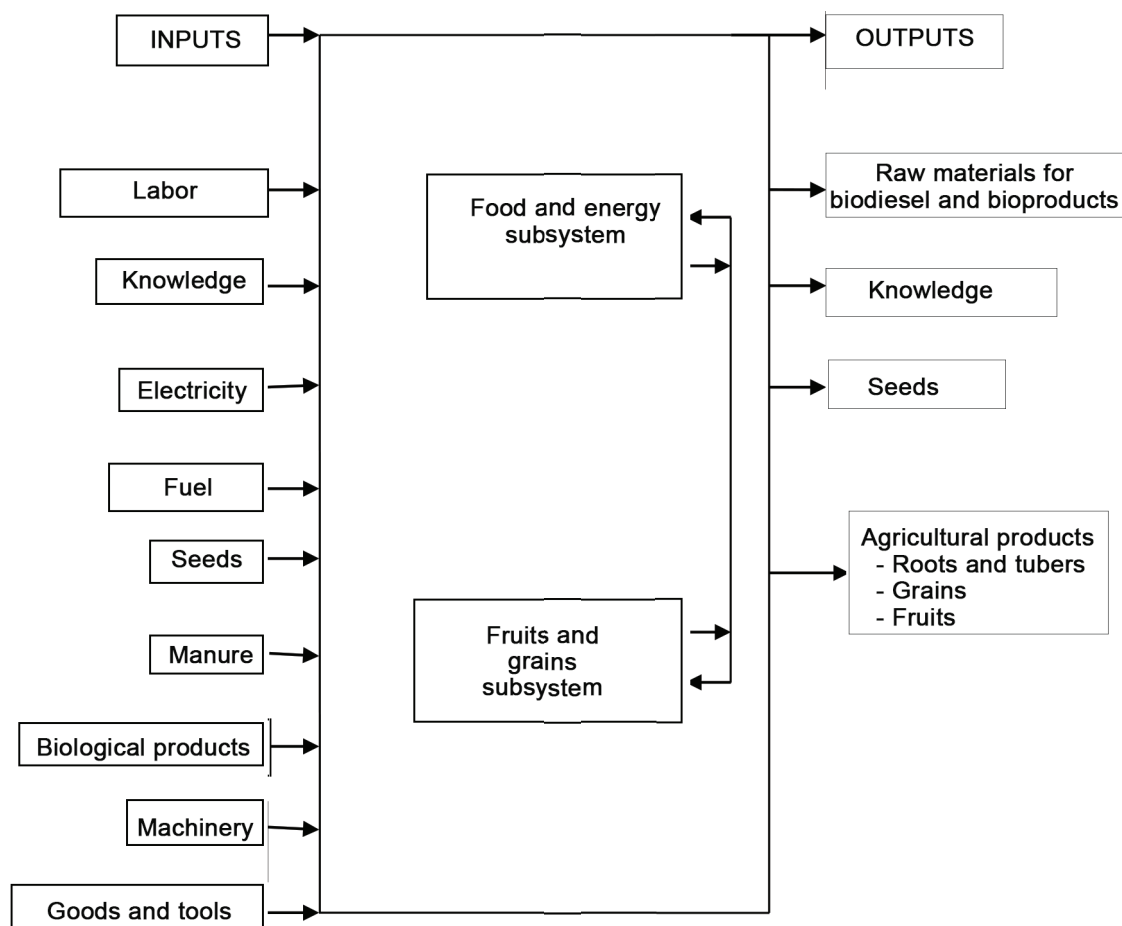 INPUTS
OUTPUTS
Labor
Knowledge
Electricity
Fuel
Seeds
Manure
Biological products
Machinery
Goods and tools
Food and energy
subsystem
Fruits and
grains
subsystem
Raw materials for
biodiesel and bioproducts
Knowledge
Seeds
Agricultural products
- Roots and tubers
- Grains
- Fruits